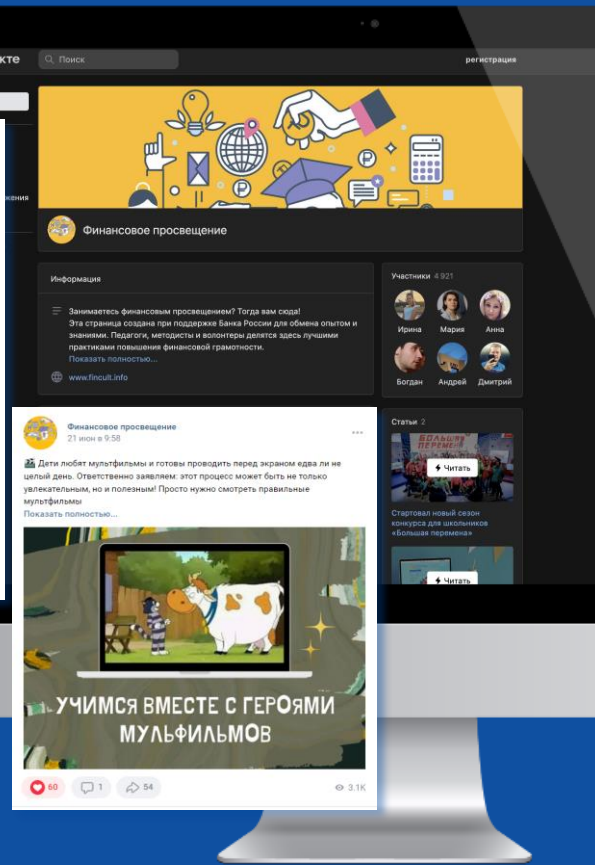 кте
Поиск
регистрация
жения
Финансовое просвещение
Информация
Занимаетесь финансовым просвещением? Тогда вам сюда!
Эта страница создана при поддержке Банка России для обмена опытом и
знаниями. Педагоги, методисты и волонтеры делятся здесь лучшими
практиками повышения финансовой грамотности.
Показать полностью...
www.fincult.info
Участники 4 921
Ирина Мария Анна
Богдан Андрей Дмитрий
Финансовое просвещение
21 июн в 9:58
Дети любят мультфильмы и готовы проводить перед экраном едва ли не
целый день. Ответственно заявляем: этот процесс может быть не только
увлекательным, но и полезным! Просто нужно смотреть правильные
мультфильмы
Показать полностью...
УЧИМСЯ ВМЕСТЕ С ГЕРОЯМИ
МУЛЬФИЛЬМОВ
60 1 54 3.1K
Статьи 2
БОЛЬШАЯ
ПЕРЕМЕНА
Читать
Стартовал новый сезон
конкурса для школьников
«Большая перемена»
Читать